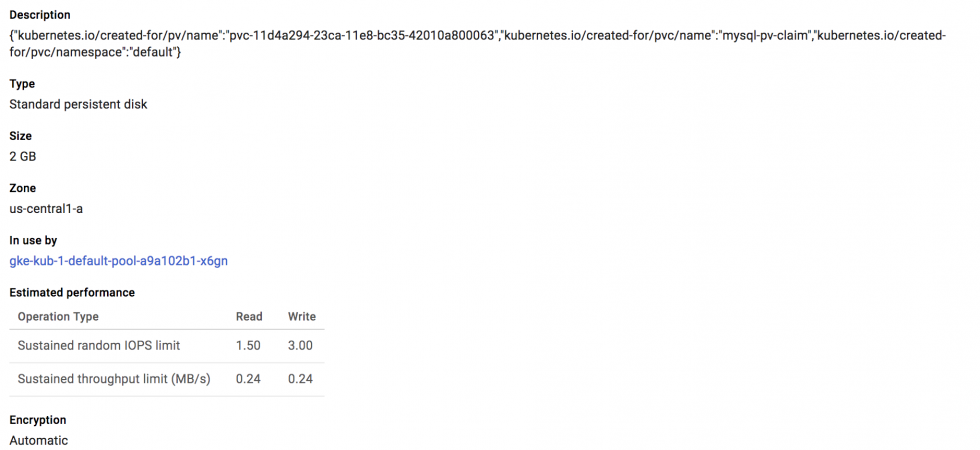 Description
{"kubernetes.io/created-for/pv/name":"pvc-11d4a294-23ca-11e8-bc35-42010a800063","kubernetes.io/created-for/pvc/name":"mysql-pv-claim","kubernetes.io/created-
for/pvc/namespace":"default"}
Type
Standard persistent disk
Size
2 GB
Zone
us-central1-a
In use by
gke-kub-1-default-pool-a9a102b1-x6gn
Estimated performance
Operation Type Read Write
Sustained random IOPS limit 1.50 3.00
Sustained throughput limit (MB/s) 0.24 0.24
Encryption
Automatic